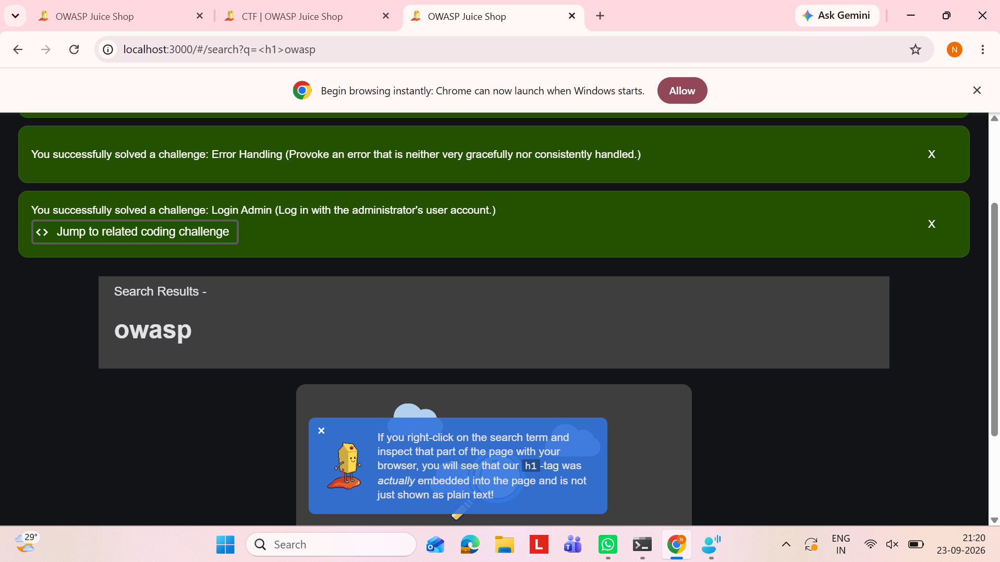 OWASP Juice Shop
CTF | OWASP Juice Shop
OWASP Juice Shop
Ask Gemini
localhost:3000/#/search?q=<h1>owasp
N
Begin browsing instantly: Chrome can now launch when Windows starts.
Allow
You successfully solved a challenge: Error Handling (Provoke an error that is neither very gracefully nor consistently handled.)
X
You successfully solved a challenge: Login Admin (Log in with the administrator's user account.)
<> Jump to related coding challenge
X
Search Results -
owasp
If you right-click on the search term and
inspect that part of the page with your
browser, you will see that our h1 -tag was
actually embedded into the page and is not
just shown as plain text!
29°
Search
L
N
ENG
IN
21:20
23-09-2026